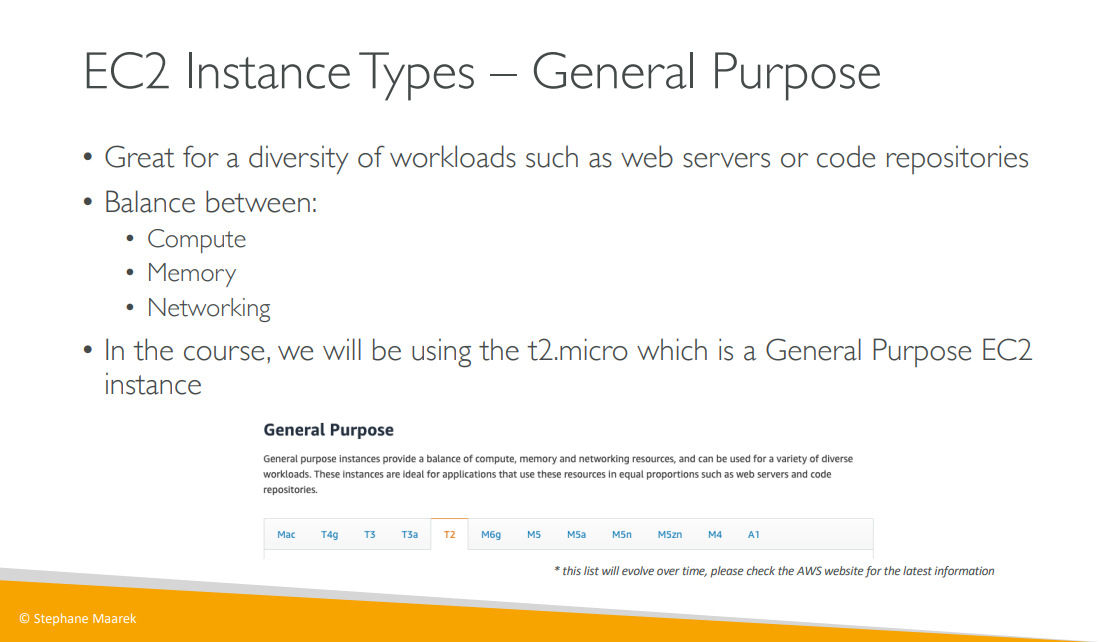 EC2 Instance Types – General Purpose
• Great for a diversity of workloads such as web servers or code repositories
• Balance between:
• Compute
• Memory
• Networking
• In the course, we will be using the t2.micro which is a General Purpose EC2
instance
General Purpose
General purpose instances provide a balance of compute, memory and networking resources, and can be used for a variety of diverse
workloads. These instances are ideal for applications that use these resources in equal proportions such as web servers and code
repositories.
Mac T4g T3 T3a T2 M6g M5 M5a M5n M5zn M4 A1
* this list will evolve over time, please check the AWS website for the latest information
© Stephane Maarek